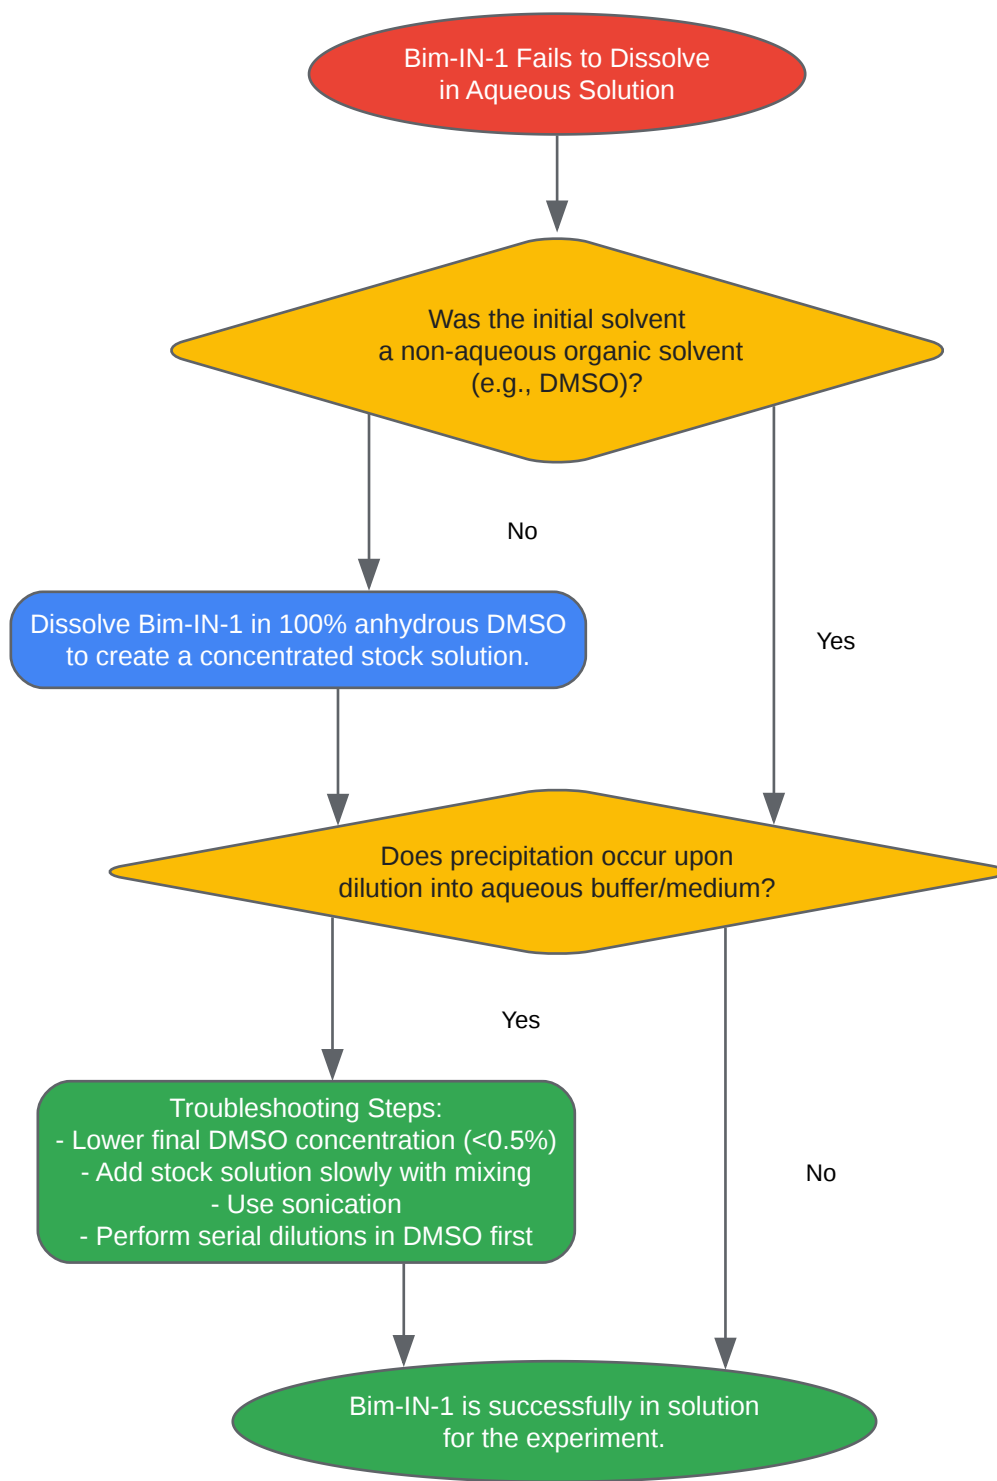 Bim-IN-1 Fails to Dissolve
in Aqueous Solution
Was the initial solvent
a non-aqueous organic solvent
(e.g., DMSO)?
No
Dissolve Bim-IN-1 in 100% anhydrous DMSO
to create a concentrated stock solution.
Yes
Does precipitation occur upon
dilution into aqueous buffer/medium?
Yes
Troubleshooting Steps:
- Lower final DMSO concentration (<0.5%)
- Add stock solution slowly with mixing
- Use sonication
- Perform serial dilutions in DMSO first
No
Bim-IN-1 is successfully in solution
for the experiment.